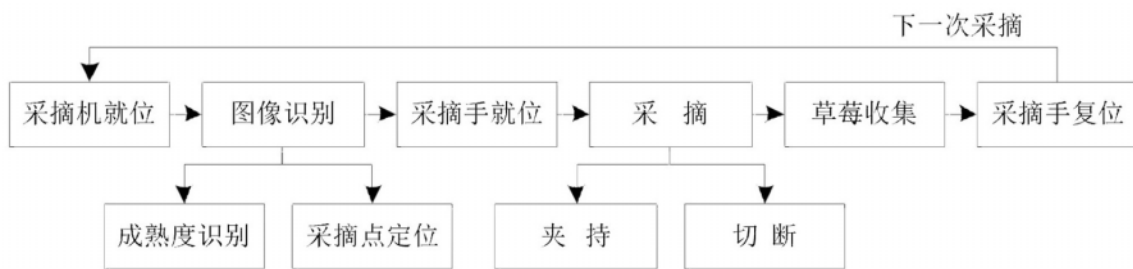 下一次采摘
采摘机就位
图像识别
采摘手就位
采 摘
草莓收集
采摘手复位
成熟度识别
采摘点定位
夹 持
切 断